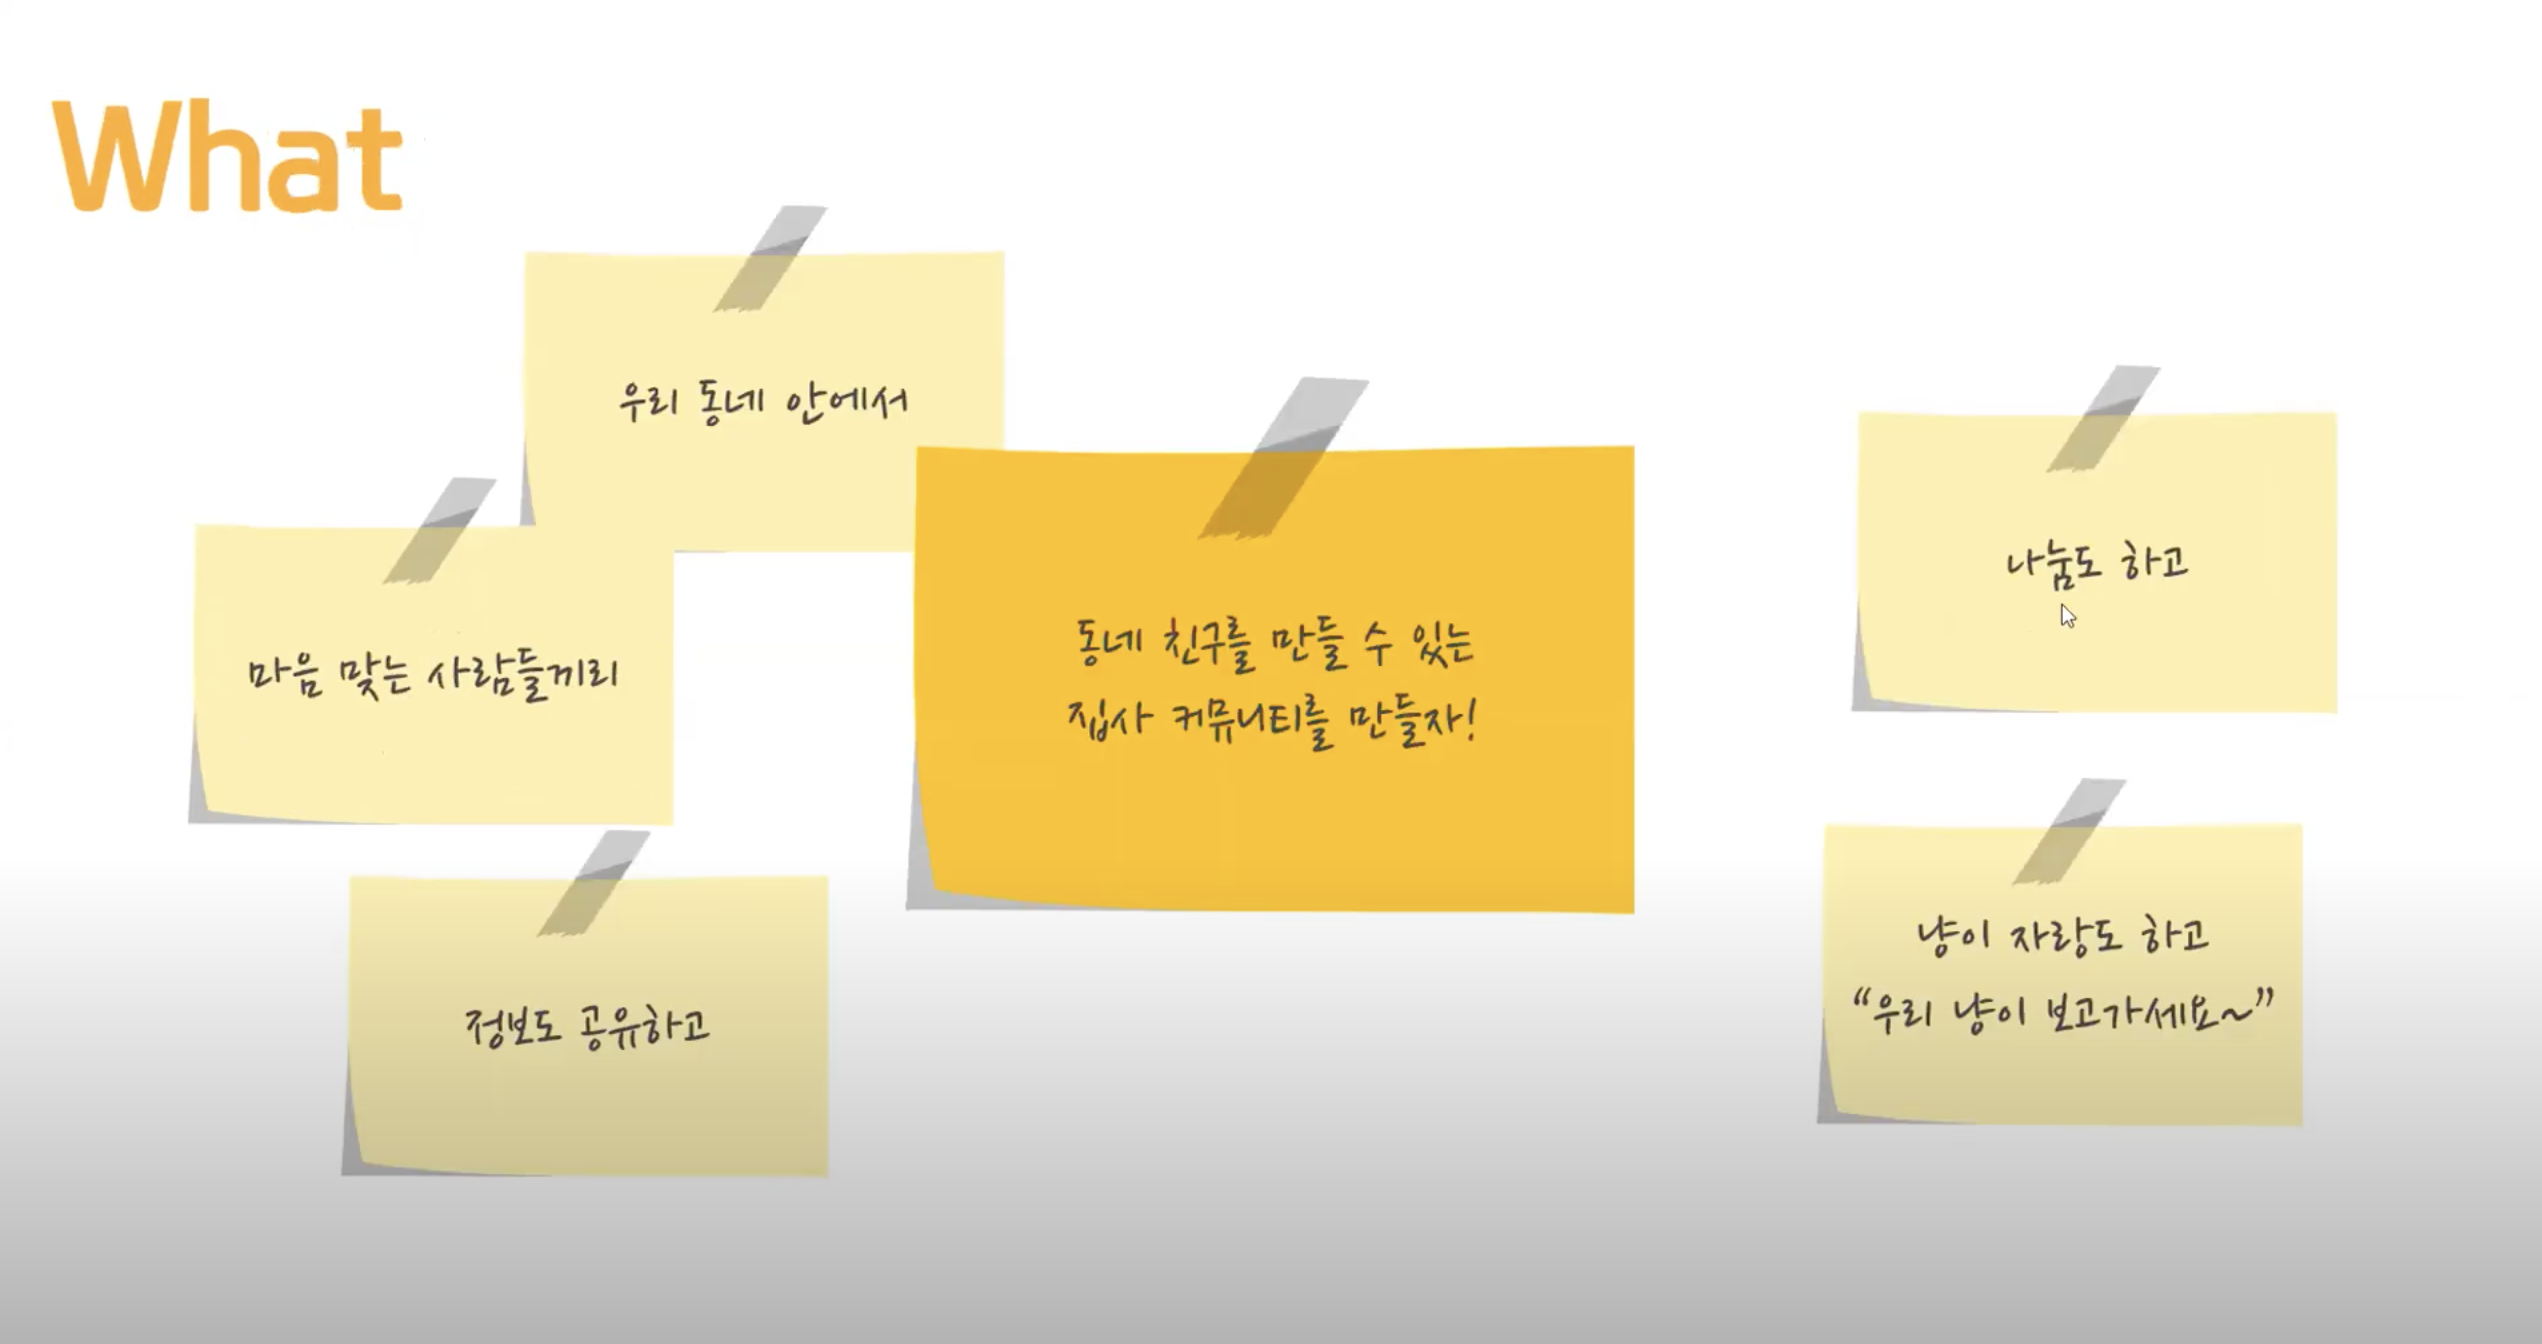 What
우리 동네 안에서
마음 맞는 사람들끼리
정보도 공유하고
동네 친구를 만들 수 있는
집사 커뮤니티를 만들자!
나눔도 하고
냥이 자랑도 하고
“우리 냥이 보고가세요~”